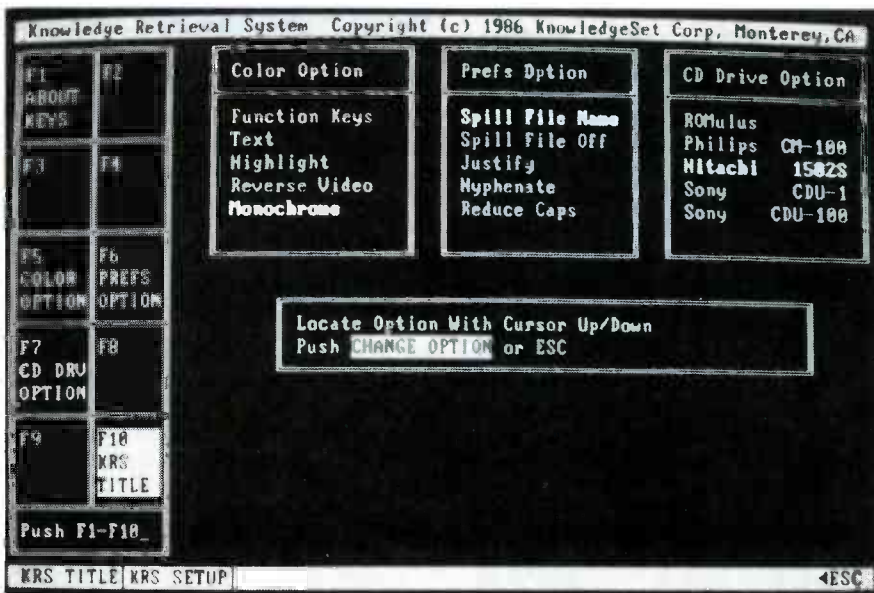 Knowledge Retrieval System Copyright (c) 1986 KnowledgeSet Corp, Monterey,CA
F1
ABOUT
KEYS
F2
F3
F4
F5
COLOR
OPTION
F6
PREFS
OPTION
F7
CD DRV
OPTION
F8
F9
F10
KRS
TITLE
Push F1-F10_
Color Option
Function Keys
Text
Highlight
Reverse Video
Monochrome
Prefs Option
Spill File Name
Spill File Off
Justify
Hyphenate
Reduce Caps
CD Drive Option
ROMulus
Philips CM-100
Hitachi 1502S
Sony CDU-1
Sony CDU-100
Locate Option With Cursor Up/Down
Push CHANGE OPTION or ESC
KRS TITLE KRS SETUP
◄ESC